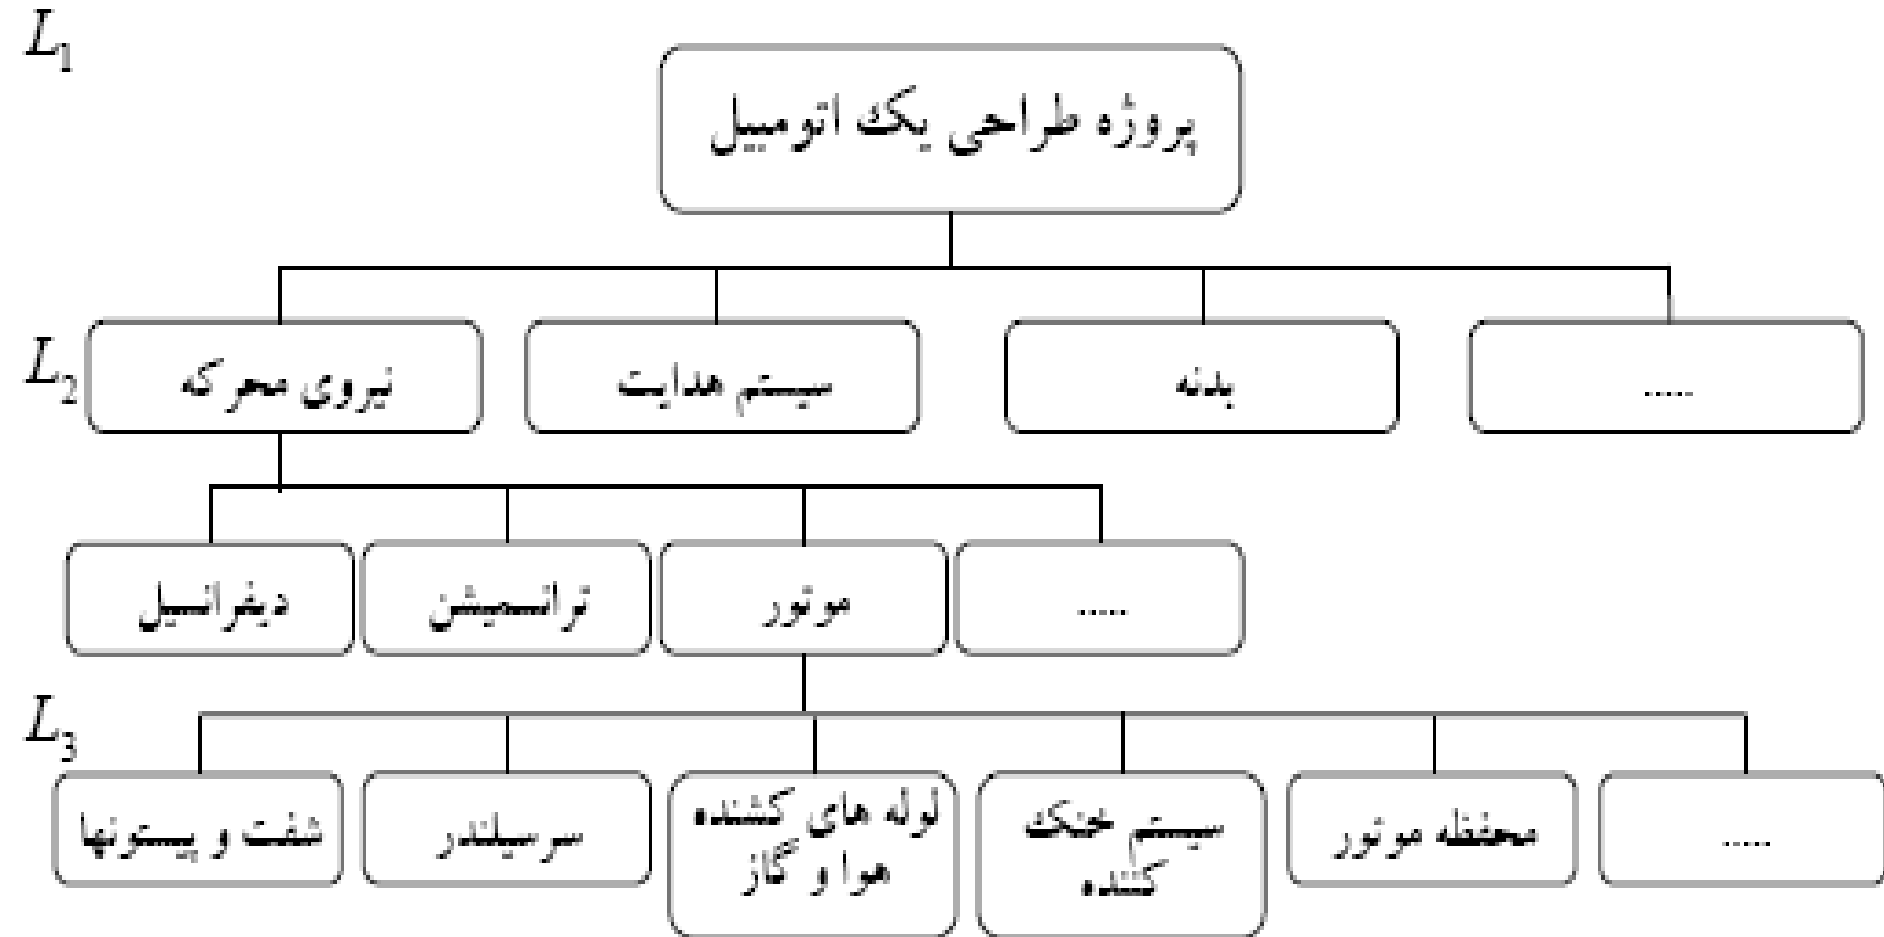 L1
پروژه طراحی یک اتومبیل
L2
نیروی محرکه
سیستم هدایت
بدنه
.....
دیفرانسیل
ترانسمیشن
موتور
.....
L3
شفت و پیستونها
سرسیلندر
لوله های کشنده
هوا و گاز
سیستم خنک
کننده
محفظه موتور
.....